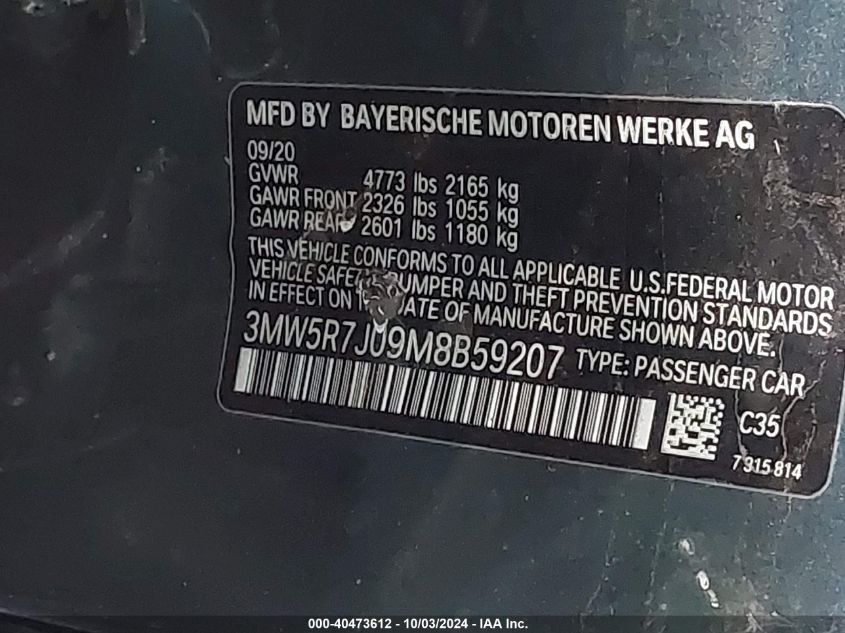 MFD BY BAYERISCHE MOTOREN WERKE AG
09/20
GVWR 4773 lbs 2165 kg
GAWR FRONT 2326 lbs 1055 kg
GAWR REAR 2601 lbs 1180 kg
THIS VEHICLE CONFORMS TO ALL APPLICABLE U.S.FEDERAL MOTOR
VEHICLE SAFETY BUMPER AND THEFT PREVENTION STANDARDS
IN EFFECT ON DATE OF MANUFACTURE SHOWN ABOVE.
3MW5R7J09M8B59207 TYPE: PASSENGER CAR
C35
7 915 814
000-40473612 - 10/03/2024 - IAA Inc.